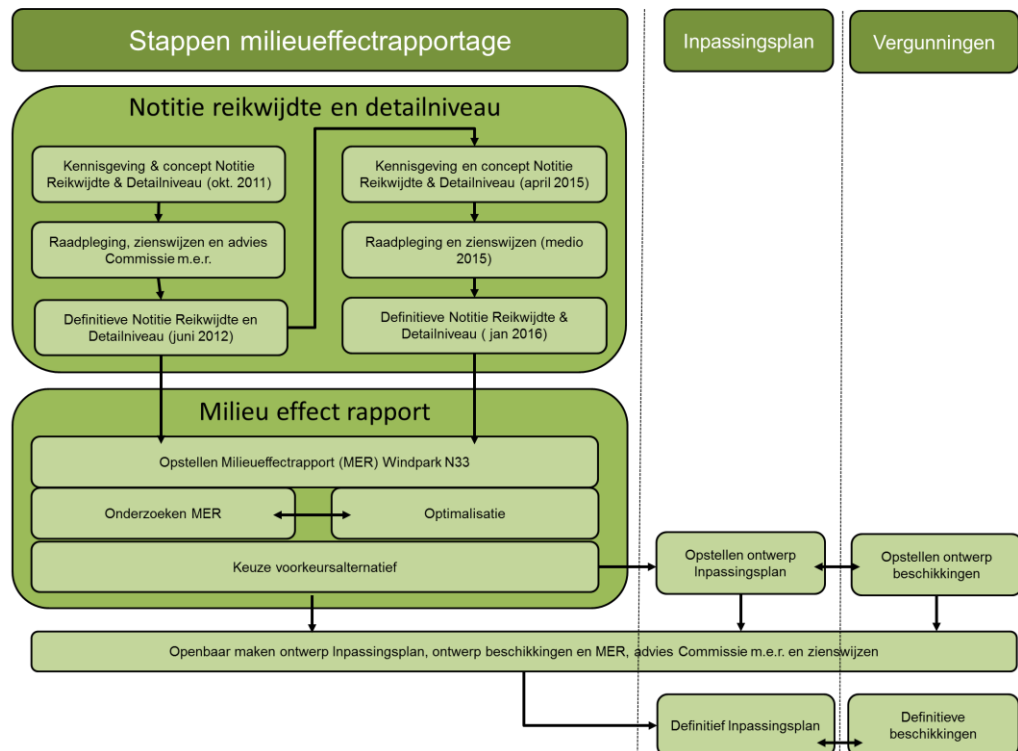 Stappen milieueffectrapportage
Inpassingsplan
Vergunningen
Notitie reikwijdte en detailniveau
Kennisgeving & concept Notitie
Reikwijdte & Detailniveau (okt. 2011)
Raadpleging, zienswijzen en advies
Commissie m.e.r.
Definitieve Notitie Reikwijdte en
Detailniveau (juni 2012)
Kennisgeving en concept Notitie
Reikwijdte & Detailniveau (april 2015)
Raadpleging en zienswijzen (medio
2015)
Definitieve Notitie Reikwijdte &
Detailniveau ( jan 2016)
Milieu effect rapport
Opstellen Milieueffectrapport (MER) Windpark N33
Onderzoeken MER
Optimalisatie
Keuze voorkeursalternatief
Opstellen ontwerp
Inpassingsplan
Opstellen ontwerp
beschikkingen
Openbaar maken ontwerp Inpassingsplan, ontwerp beschikkingen en MER, advies Commissie m.e.r. en zienswijzen
Definitief Inpassingsplan
Definitieve
beschikkingen